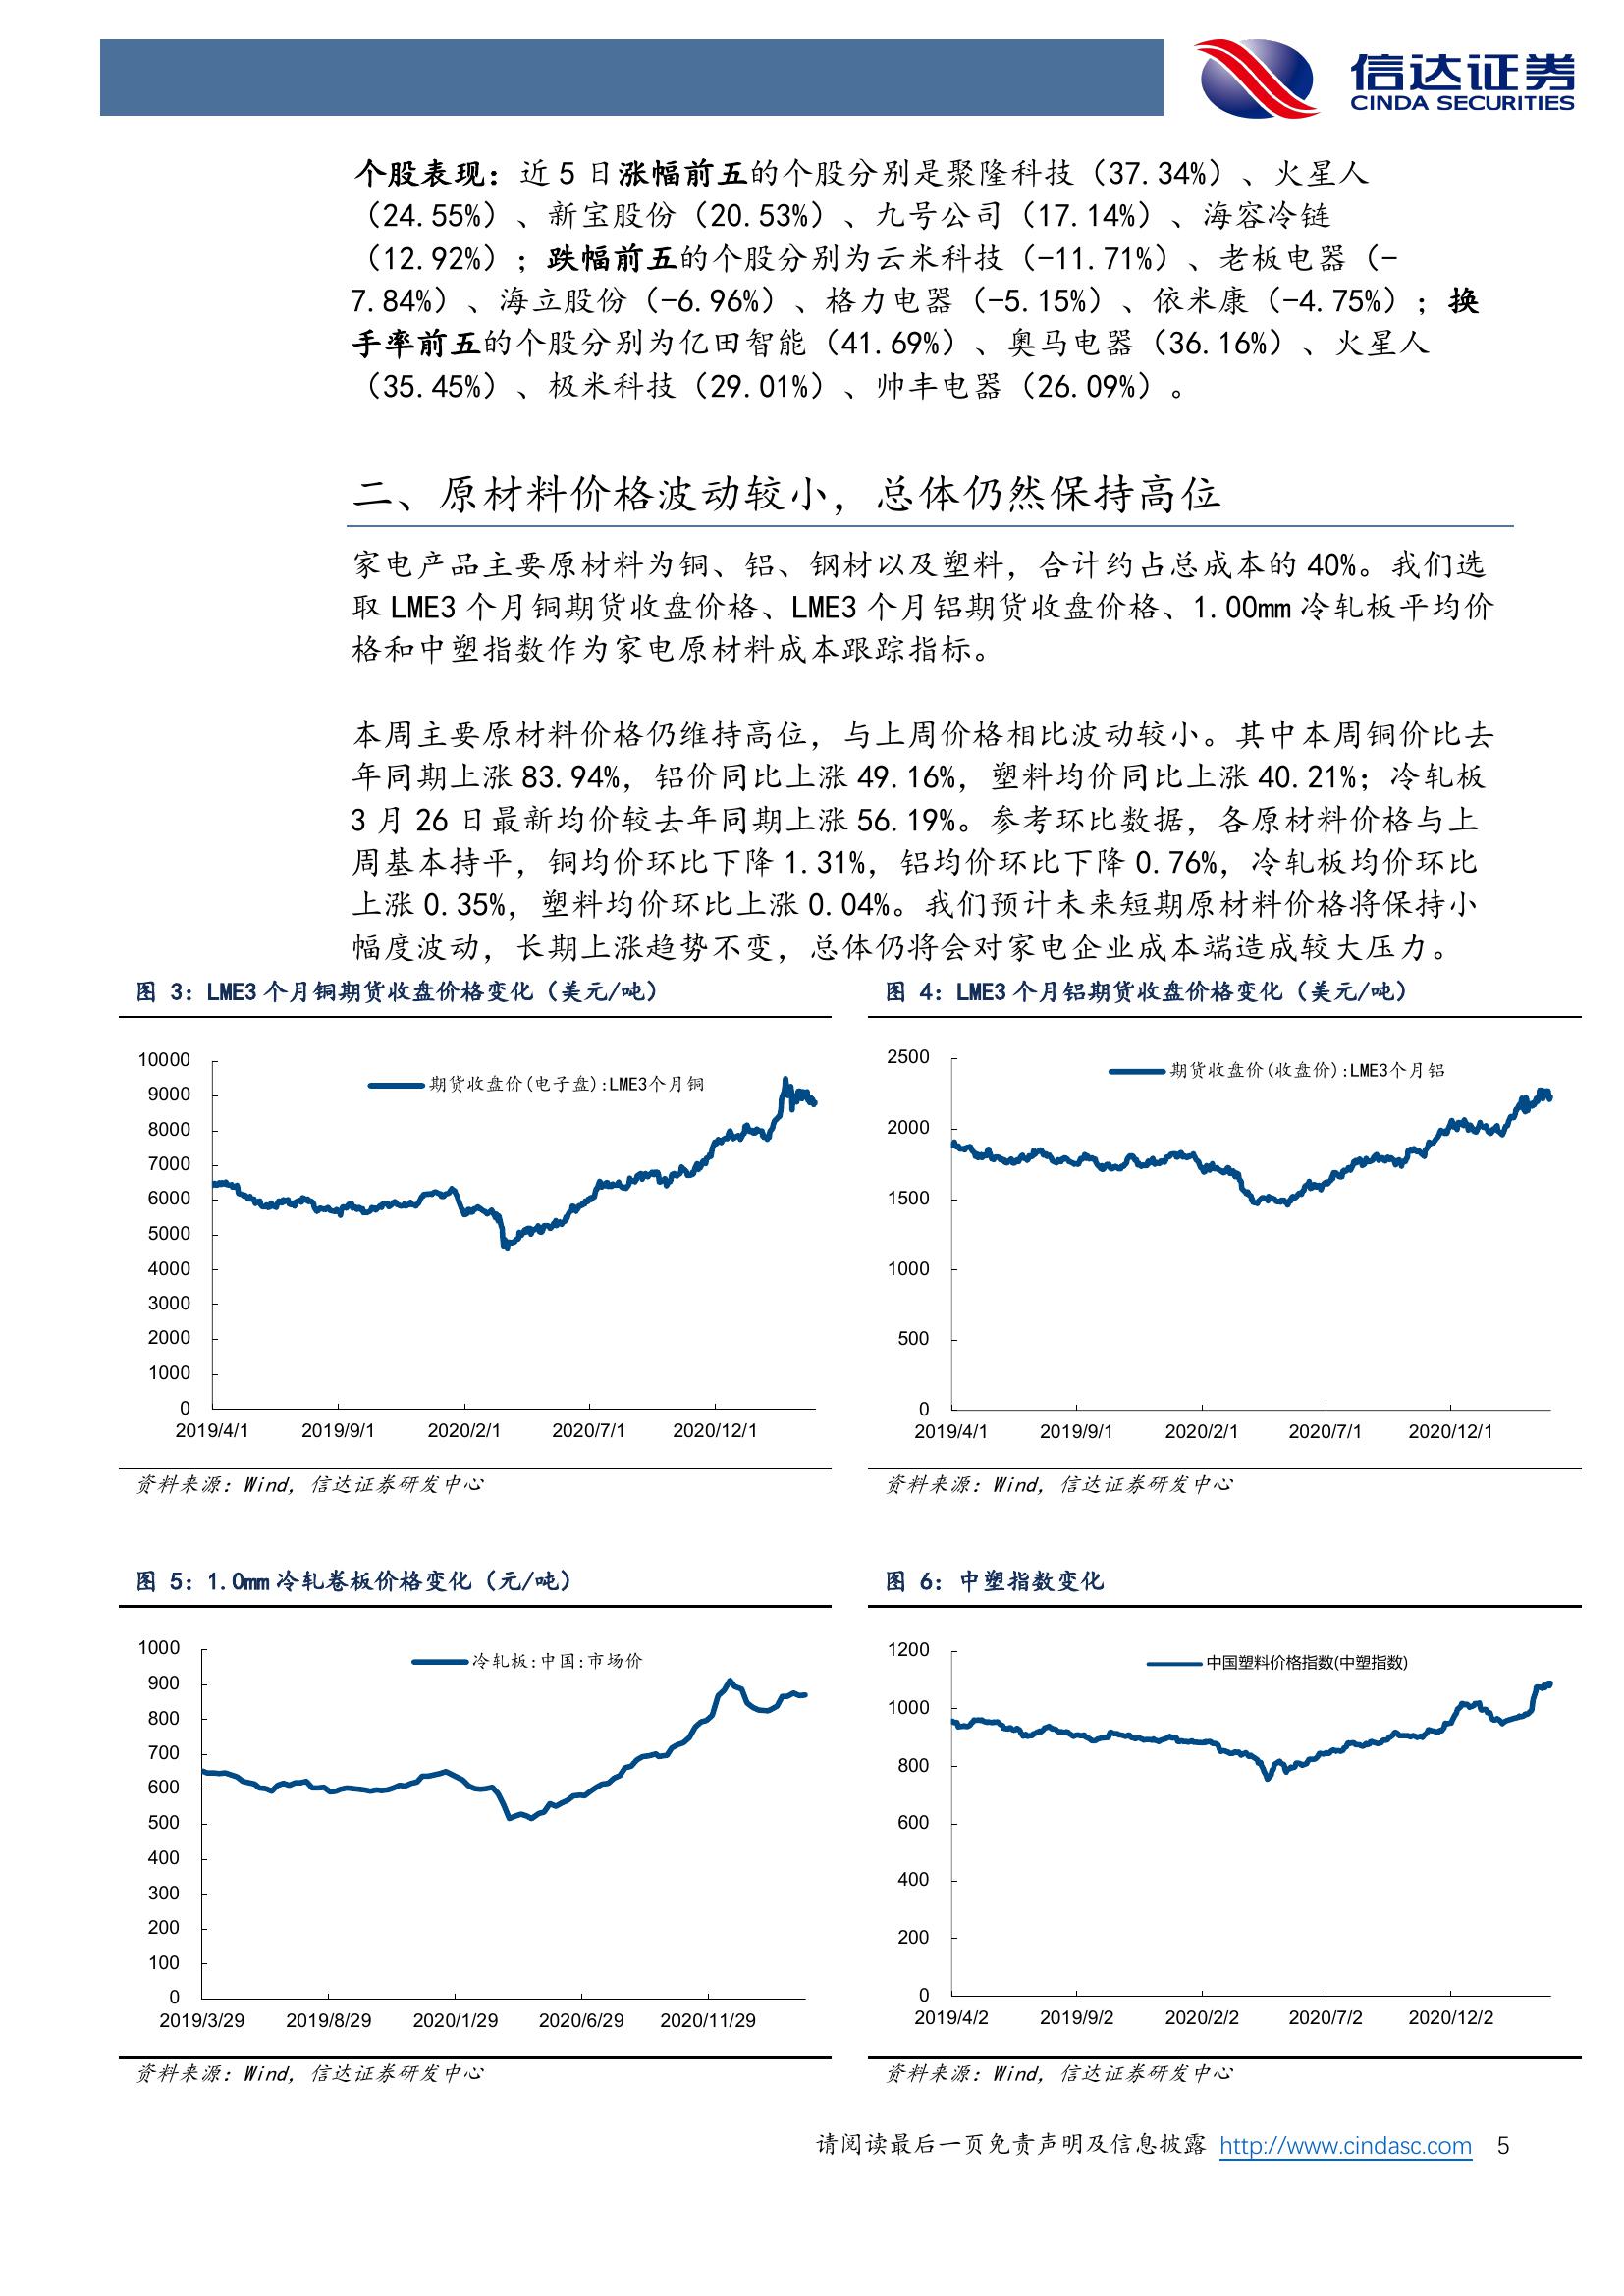 信达证券
CINDA SECURITIES
个股表现：近 5 日涨幅前五的个股分别是聚隆科技（37.34%）、火星人
（24.55%）、新宝股份（20.53%）、九号公司（17.14%）、海容冷链
（12.92%）；跌幅前五的个股分别为云米科技（-11.71%）、老板电器（-
7.84%）、海立股份（-6.96%）、格力电器（-5.15%）、依米康（-4.75%）；换
手率前五的个股分别为亿田智能（41.69%）、奥马电器（36.16%）、火星人
（35.45%）、极米科技（29.01%）、帅丰电器（26.09%）。
二、原材料价格波动较小，总体仍然保持高位
家电产品主要原材料为铜、铝、钢材以及塑料，合计约占总成本的 40%。我们选
取 LME3 个月铜期货收盘价格、LME3 个月铝期货收盘价格、1.00mm 冷轧板平均价
格和中塑指数作为家电原材料成本跟踪指标。
本周主要原材料价格仍维持高位，与上周价格相比波动较小。其中本周铜价比去
年同期上涨 83.94%，铝价同比上涨 49.16%，塑料均价同比上涨 40.21%；冷轧板
3 月 26 日最新均价较去年同期上涨 56.19%。参考环比数据，各原材料价格与上
周基本持平，铜均价环比下降 1.31%，铝均价环比下降 0.76%，冷轧板均价环比
上涨 0.35%，塑料均价环比上涨 0.04%。我们预计未来短期原材料价格将保持小
幅度波动，长期上涨趋势不变，总体仍将会对家电企业成本端造成较大压力。
图 3：LME3 个月铜期货收盘价格变化（美元/吨）
期货收盘价(电子盘):LME3个月铜
10000
9000
8000
7000
6000
5000
4000
3000
2000
1000
0
2019/4/1 2019/9/1 2020/2/1 2020/7/1 2020/12/1
资料来源：Wind，信达证券研发中心
图 4：LME3 个月铝期货收盘价格变化（美元/吨）
期货收盘价(收盘价):LME3个月铝
2500
2000
1500
1000
500
0
2019/4/1 2019/9/1 2020/2/1 2020/7/1 2020/12/1
资料来源：Wind，信达证券研发中心
图 5：1.0mm 冷轧卷板价格变化（元/吨）
冷轧板:中国:市场价
1000
900
800
700
600
500
400
300
200
100
0
2019/3/29 2019/8/29 2020/1/29 2020/6/29 2020/11/29
资料来源：Wind，信达证券研发中心
图 6：中塑指数变化
中国塑料价格指数(中塑指数)
1200
1000
800
600
400
200
0
2019/4/2 2019/9/2 2020/2/2 2020/7/2 2020/12/2
资料来源：Wind，信达证券研发中心
请阅读最后一页免责声明及信息披露 http://www.cindasc.com 5